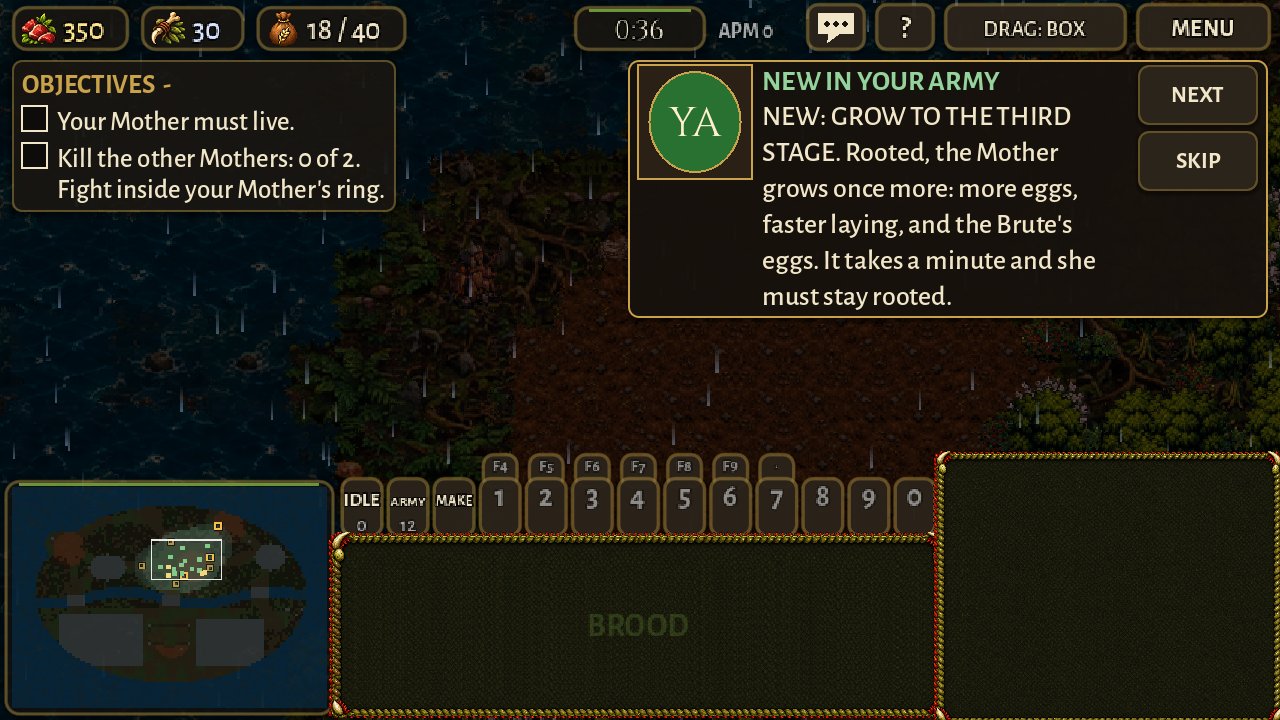 350
30
18 / 40
0:36
APM 0
?
DRAG: BOX
MENU
OBJECTIVES -
Your Mother must live.
Kill the other Mothers: 0 of 2.
Fight inside your Mother's ring.
YA
NEW IN YOUR ARMY
NEW: GROW TO THE THIRD
STAGE. Rooted, the Mother
grows once more: more eggs,
faster laying, and the Brute's
eggs. It takes a minute and she
must stay rooted.
NEXT
SKIP
F4
F5
F6
F7
F8
F9
IDLE
0
ARMY
12
MAKE
1
2
3
4
5
6
7
8
9
0
BROOD